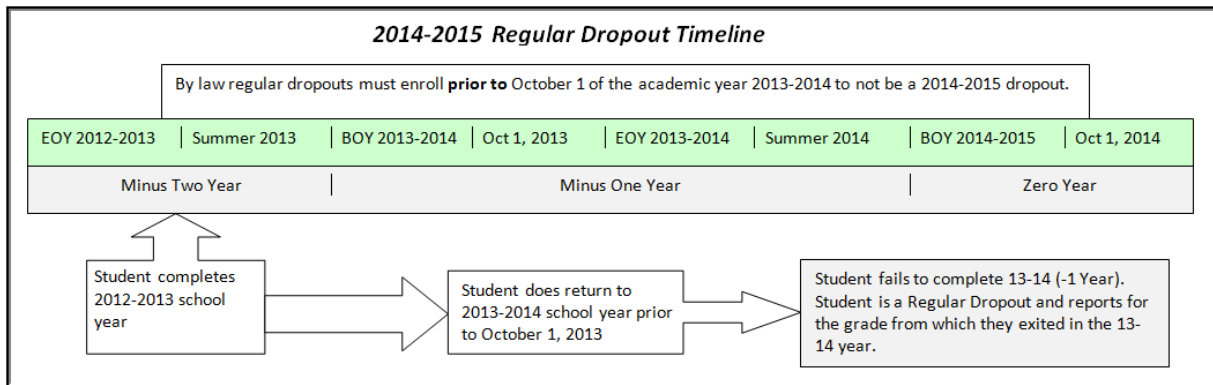 2014-2015 Regular Dropout Timeline
By law regular dropouts must enroll prior to October 1 of the academic year 2013-2014 to not be a 2014-2015 dropout.
EOY 2012-2013 Summer 2013 BOY 2013-2014 Oct 1, 2013 EOY 2013-2014 Summer 2014 BOY 2014-2015 Oct 1, 2014
Minus Two Year Minus One Year Zero Year
Student completes
2012-2013 school
year
Student does return to
2013-2014 school year prior
to October 1, 2013
Student fails to complete 13-14 (-1 Year).
Student is a Regular Dropout and reports for
the grade from which they exited in the 13-
14 year.